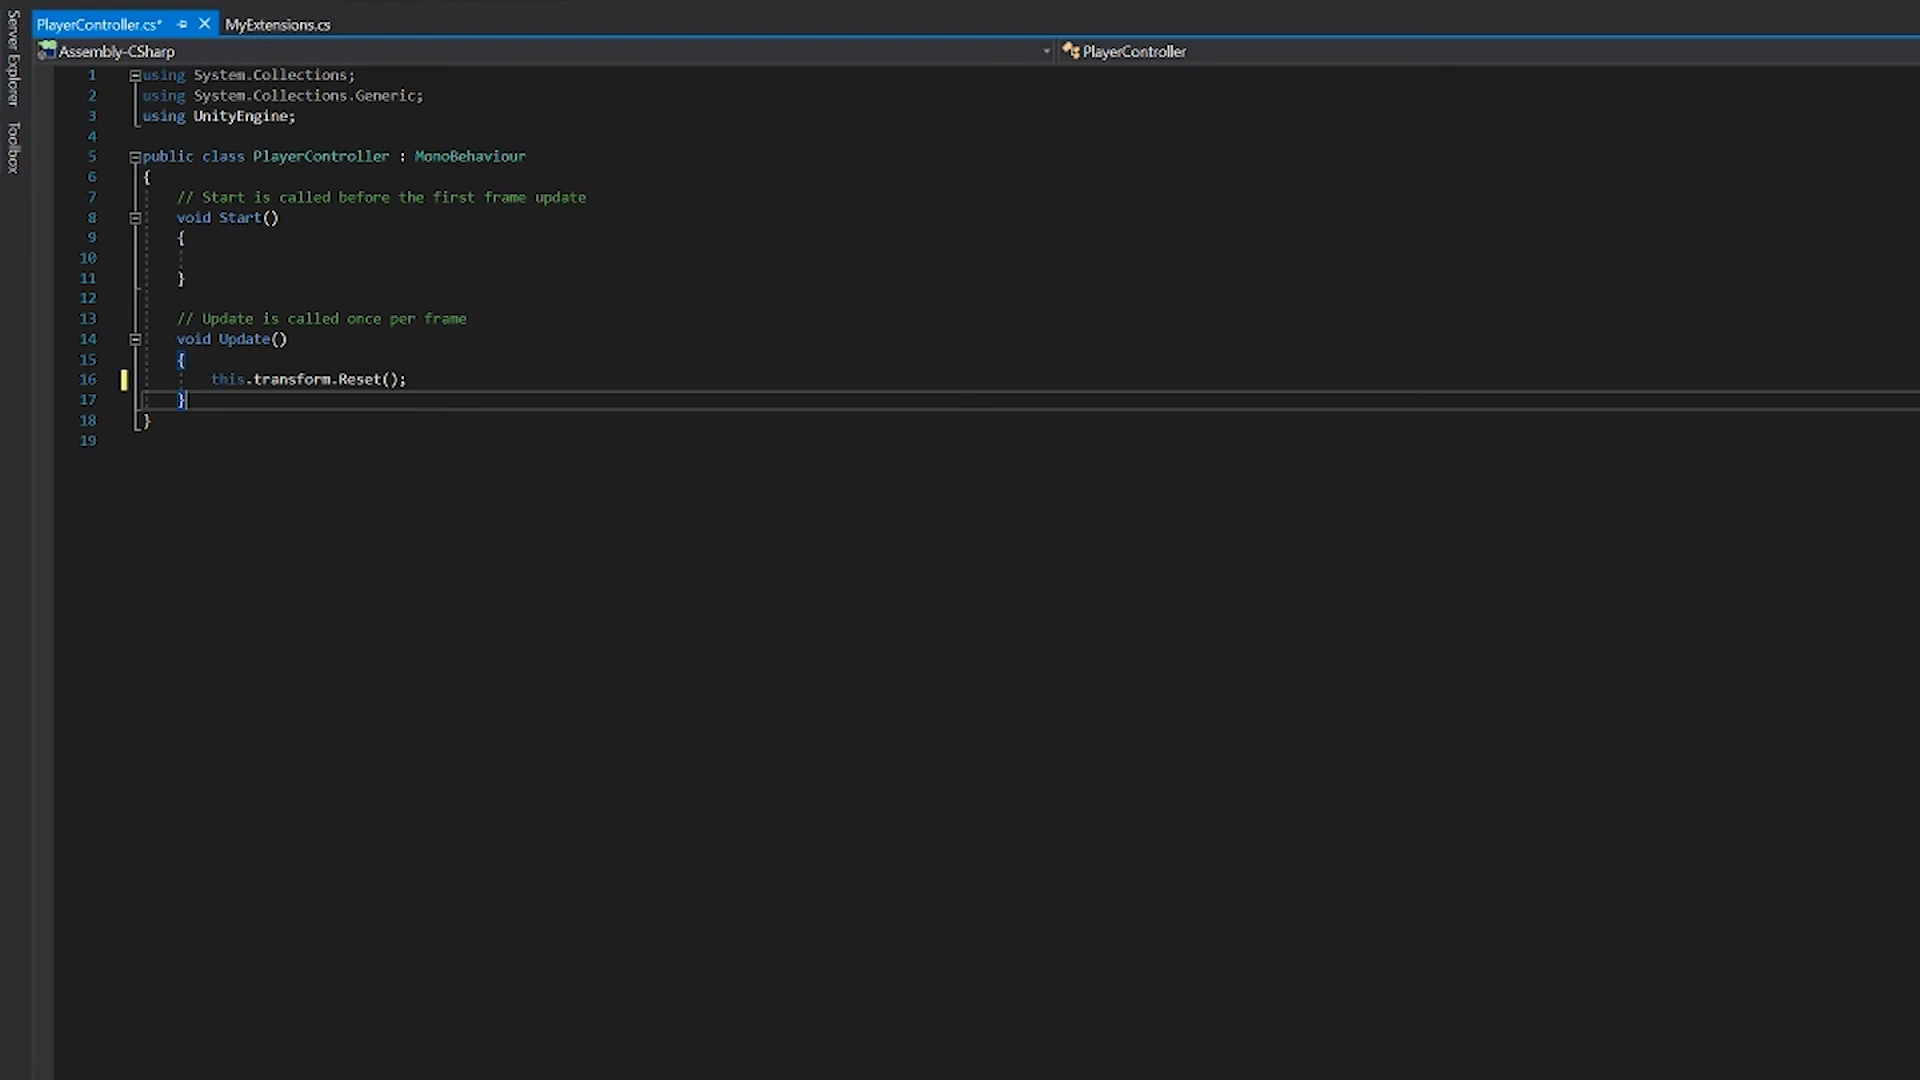 Server Explorer
Toolbox
PlayerController.cs*
MyExtensions.cs
Assembly-CSharp
PlayerController
1 using System.Collections;
2 using System.Collections.Generic;
3 using UnityEngine;
4
5 public class PlayerController : MonoBehaviour
6 {
7 // Start is called before the first frame update
8 void Start()
9 {
10
11 }
12
13 // Update is called once per frame
14 void Update()
15 {
16 this.transform.Reset();
17 }
18 }
19